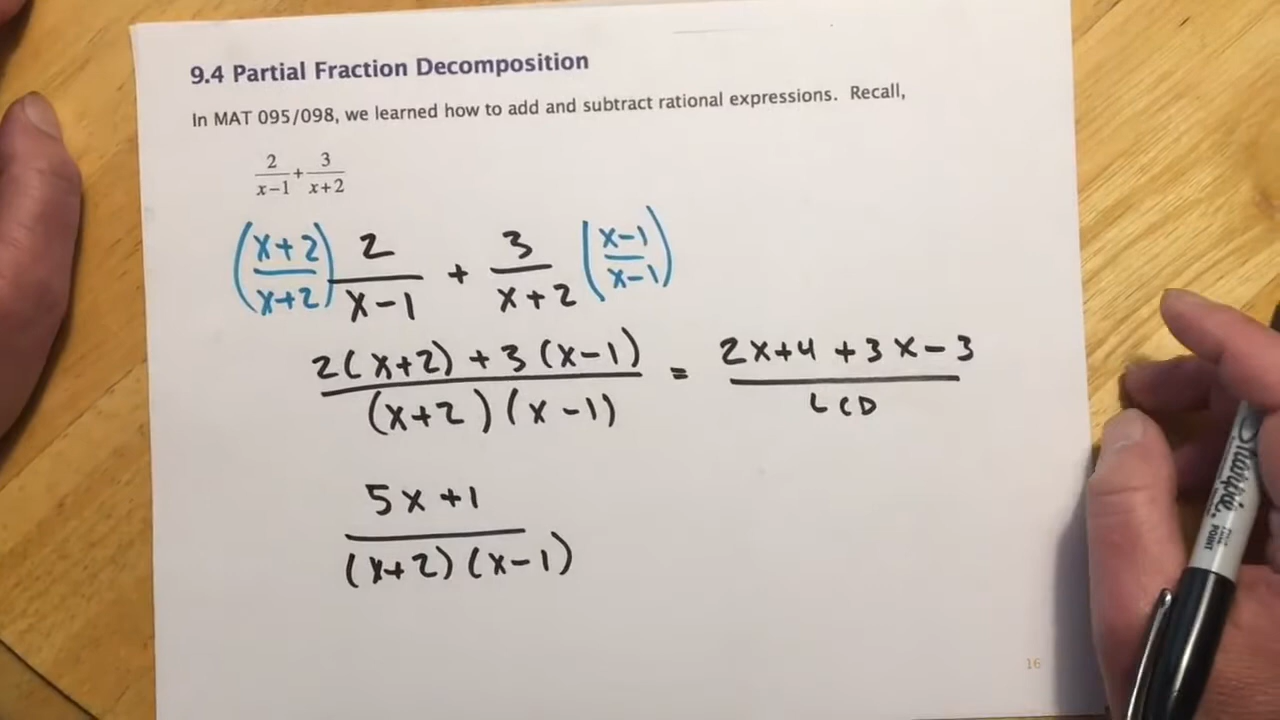 9.4 Partial Fraction Decomposition
In MAT 095/098, we learned how to add and subtract rational expressions. Recall,
2/(x−1) + 3/(x+2)
((x+2)/(x+2)) 2/(x−1) + 3/(x+2) ((x−1)/(x−1))
(2(x+2)+3(x−1))/((x+2)(x−1)) = (2x+4+3x−3)/LCD
(5x+1)/((x+2)(x−1))
16
Sharpie.
FINE POINT